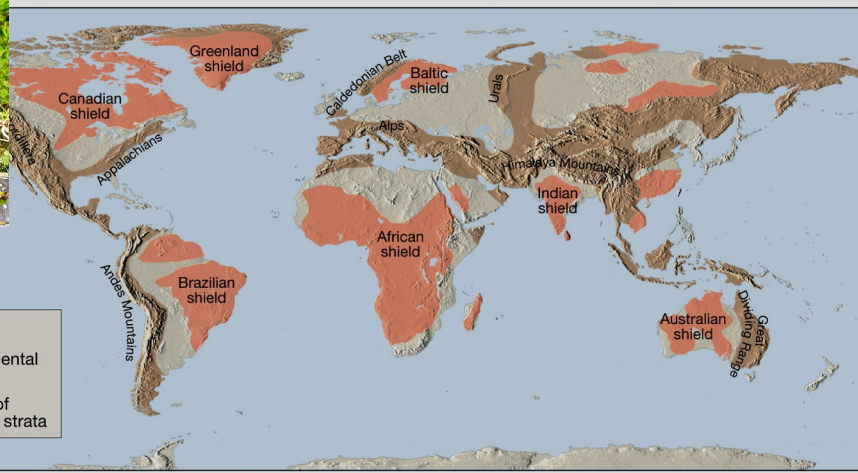 Greenland
shield
Canadian
shield
Appalachians
Caldedonian Belt
Baltic
shield
Urals
Alps
Himalaya Mountains
Indian
shield
African
shield
Andes Mountains
Brazilian
shield
Australian
shield
Great
Dividing Range
ental
of
strata